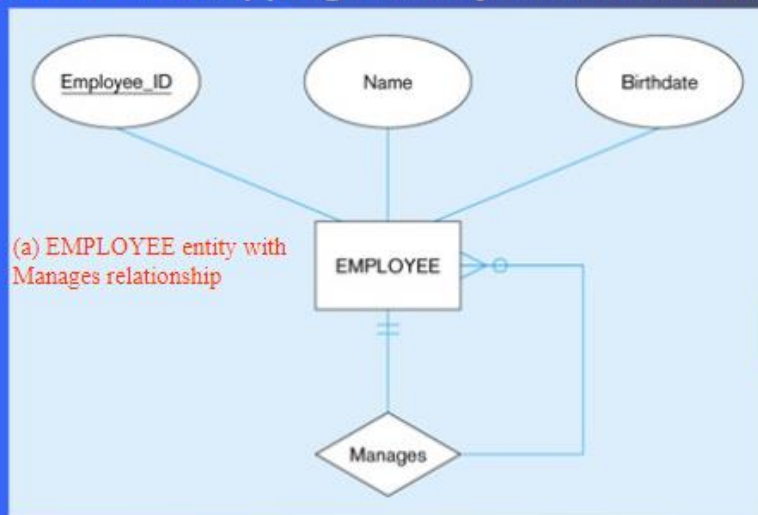 Employee_ID
Name
Birthdate
(a) EMPLOYEE entity with
Manages relationship
EMPLOYEE
Manages